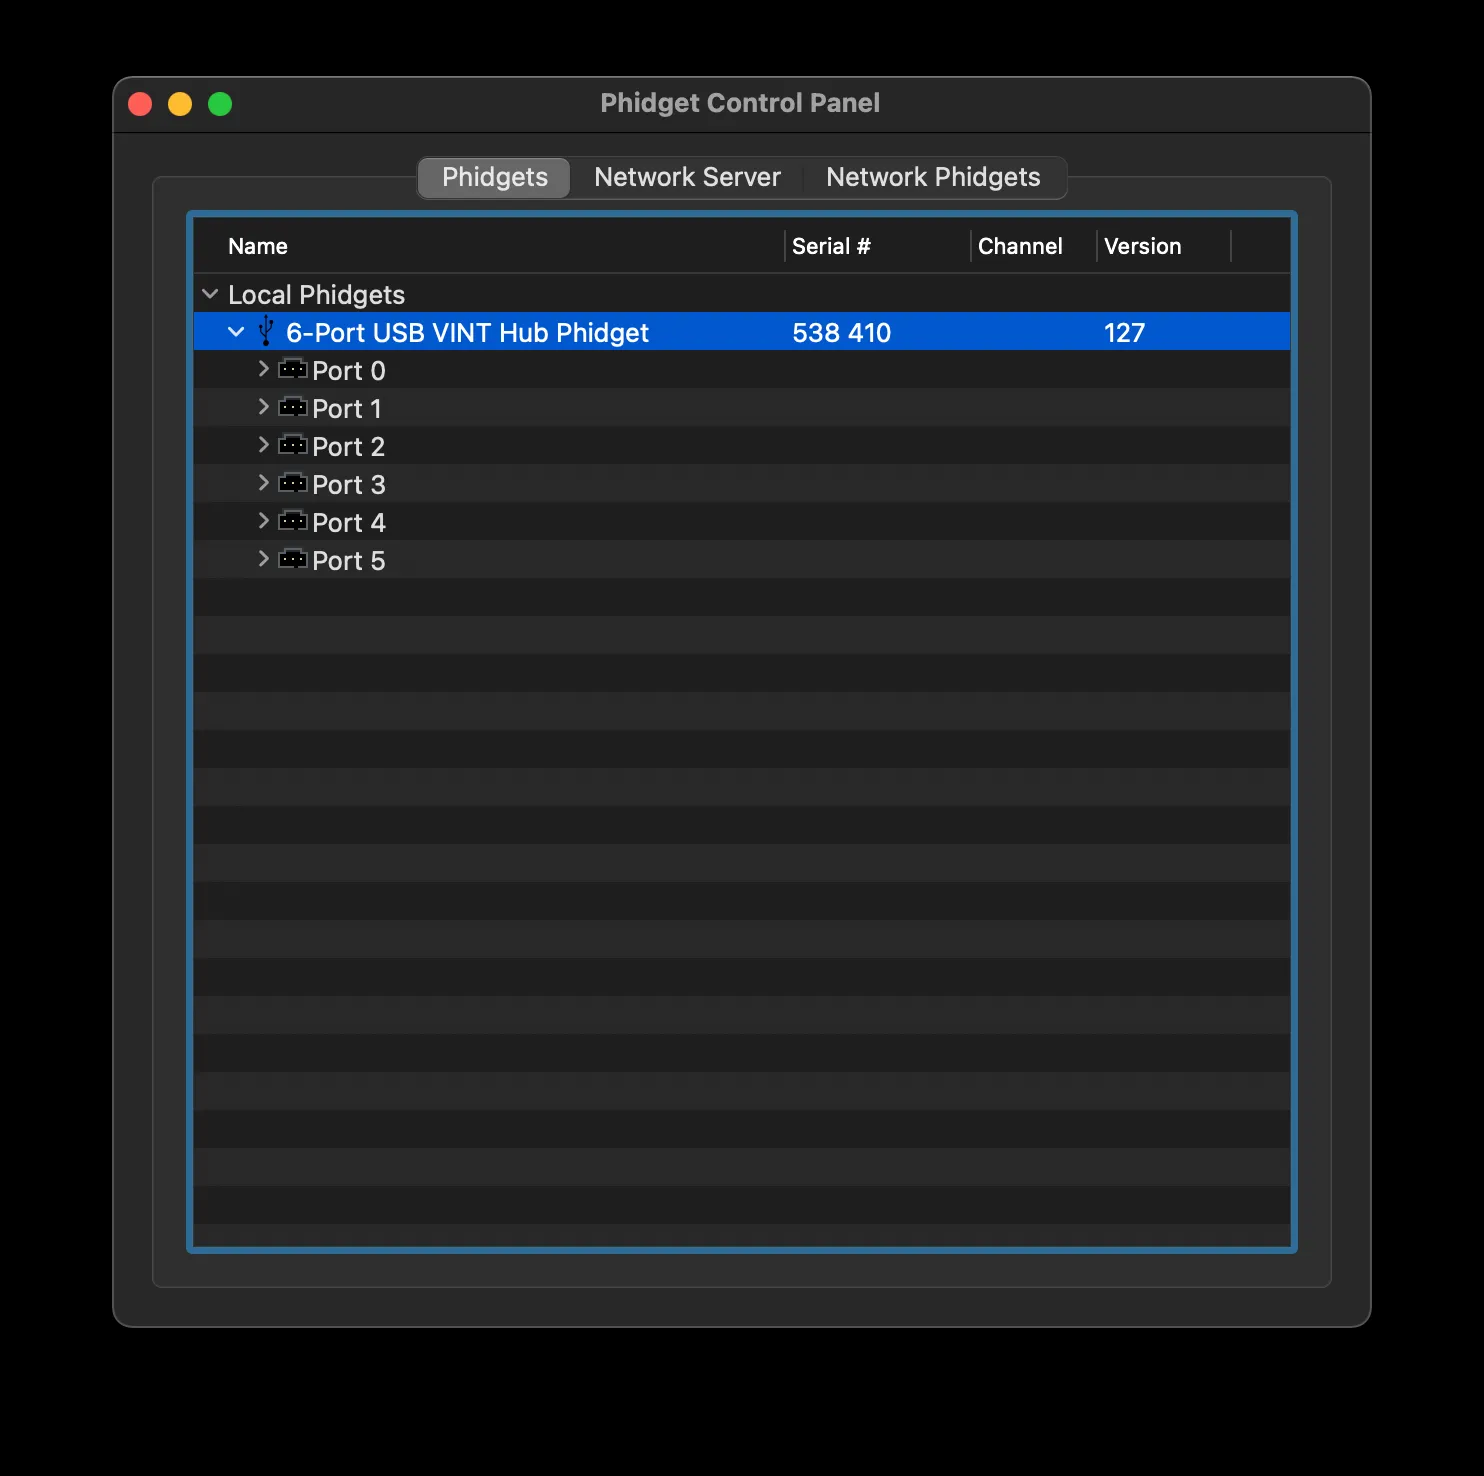 Phidget Control Panel
Phidgets Network Server Network Phidgets
Name Serial # Channel Version
Local Phidgets
6-Port USB VINT Hub Phidget 538 410 127
Port 0
Port 1
Port 2
Port 3
Port 4
Port 5